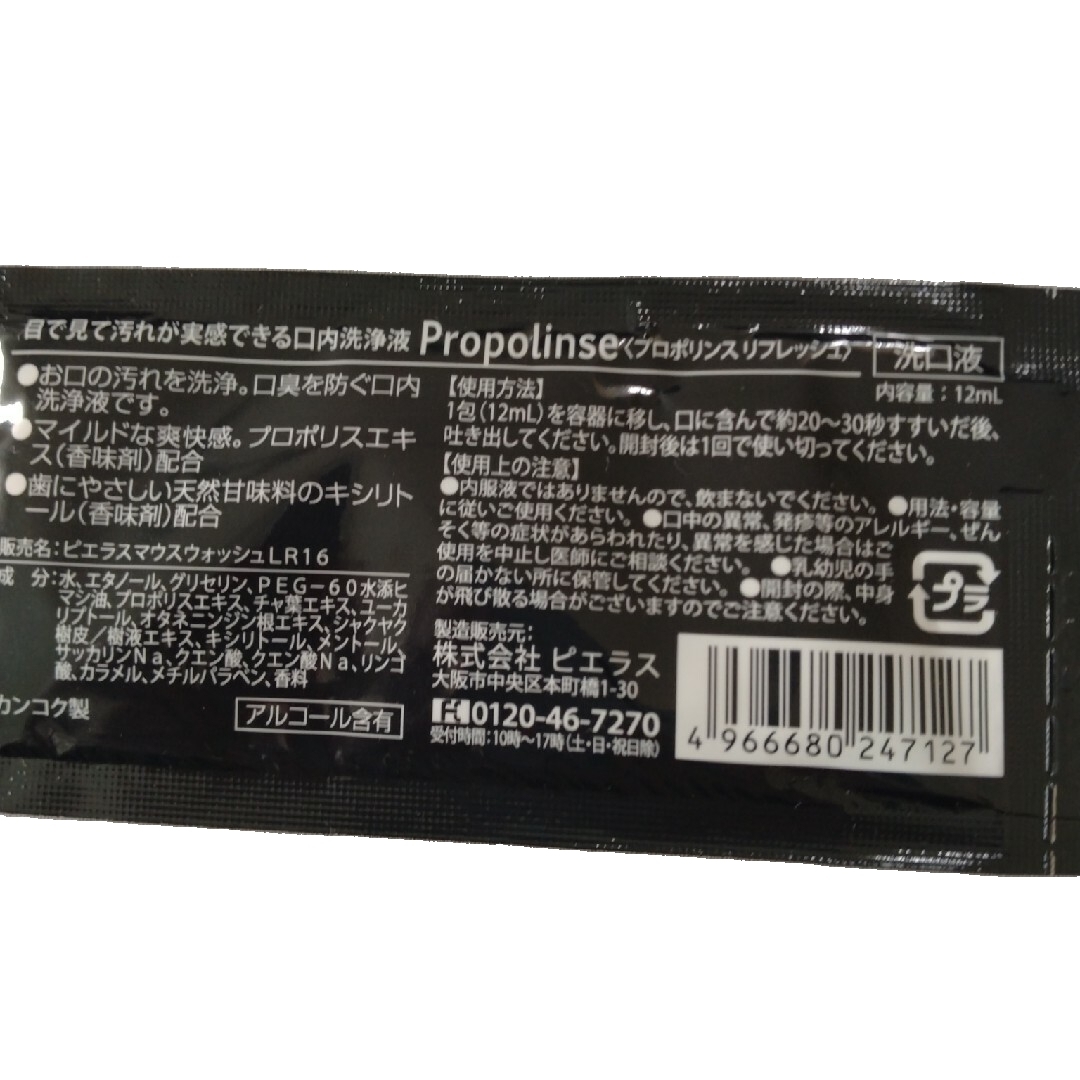 目で見て汚れが実感できる口内洗浄液 Propolinse〈プロポリンスリフレッシュ〉 洗口液
内容量:12mL
●お口の汚れを洗浄。口臭を防ぐ口内
洗浄液です。
●マイルドな爽快感。プロポリスエキ
ス(香味剤)配合
●歯にやさしい天然甘味料のキシリト
ール(香味剤)配合
販売名:ピエラスマウスウォッシュLR16
成 分:水、エタノール、グリセリン、PEG-60水添ヒ
マシ油、プロポリスエキス、チャ葉エキス、ユーカ
リプトール、オタネニンジン根エキス、シャクヤク
樹皮/樹液エキス、キシリトール、メントール、
サッカリンNa、クエン酸、クエン酸Na、リンゴ
酸、カラメル、メチルパラベン、香料
カンコク製
アルコール含有
【使用方法】
1包(12mL)を容器に移し、口に含んで約20〜30秒すすいだ後、
吐き出してください。開封後は1回で使い切ってください。
【使用上の注意】
●内服液ではありませんので、飲まないでください。 ●用法・容量
に従いご使用ください。 ●口中の異常、発疹等のアレルギー、ぜん
そく等の症状があらわれたり、異常を感じた場合はご
使用を中止し医師にご相談ください。 ●乳幼児の手
の届かない所に保管してください。 ●開封の際、中身
が飛び散る場合がございますのでご注意ください。
プラ
製造販売元:
株式会社 ピエラス
大阪市中央区本町橋1-30
0120-46-7270
受付時間:10時〜17時(土・日・祝日除)
4 966680 247127